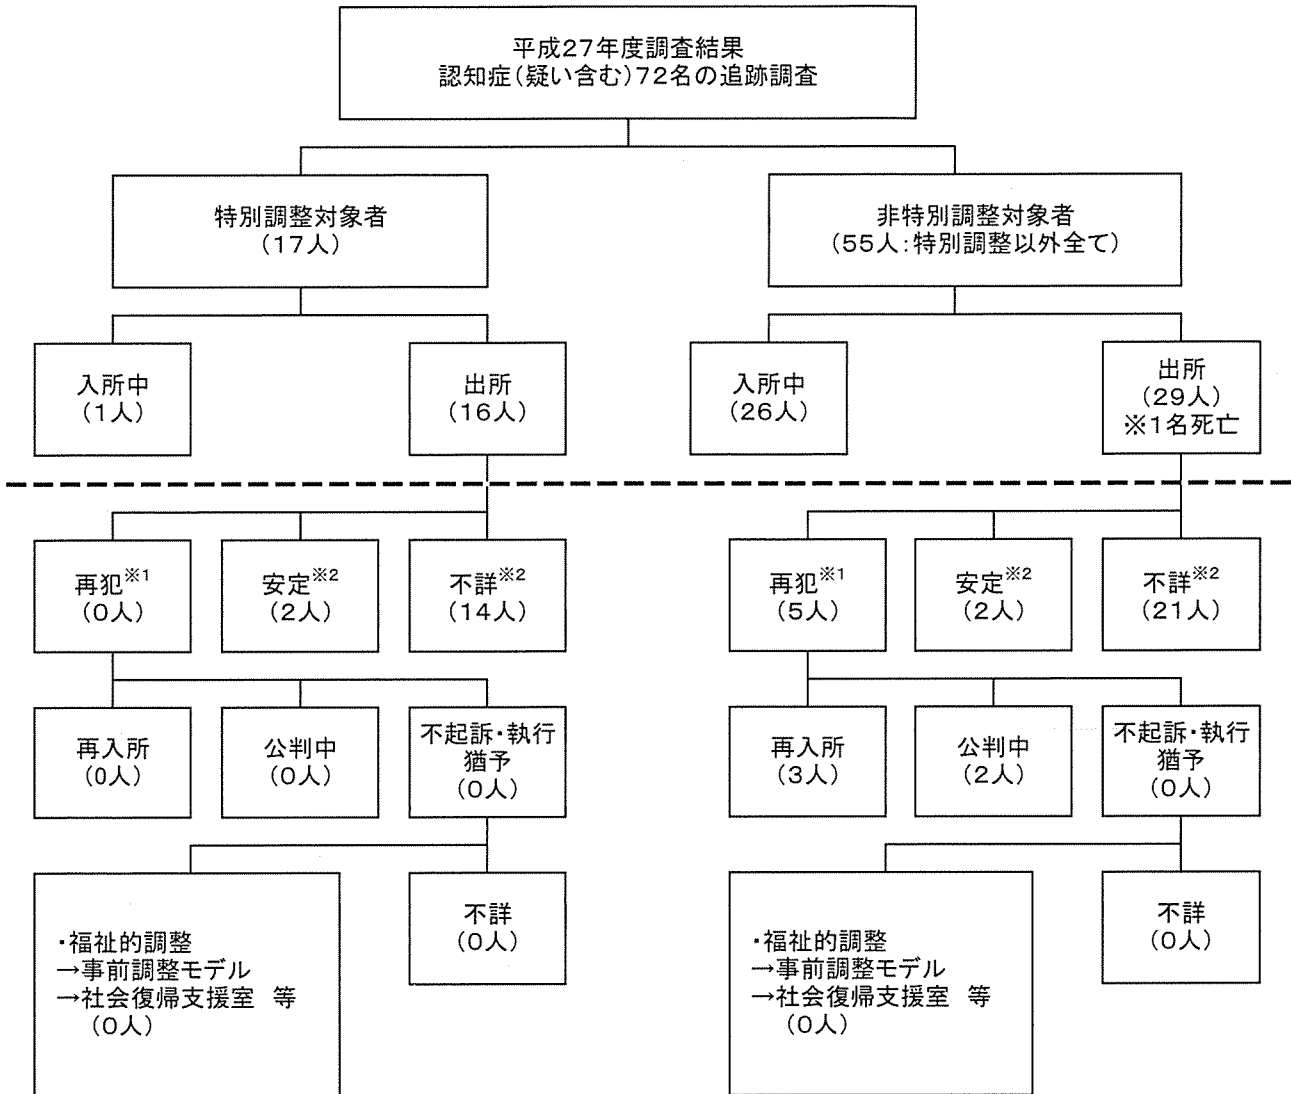 平成27年度調査結果
認知症(疑い含む)72名の追跡調査
特別調整対象者
(17人)
非特別調整対象者
(55人:特別調整以外全て)
入所中
(1人)
出所
(16人)
入所中
(26人)
出所
(29人)
※1名死亡
再犯※1
(0人)
安定※2
(2人)
不詳※2
(14人)
再犯※1
(5人)
安定※2
(2人)
不詳※2
(21人)
再入所
(0人)
公判中
(0人)
不起訴・執行
猶予
(0人)
再入所
(3人)
公判中
(2人)
不起訴・執行
猶予
(0人)
・福祉的調整
→事前調整モデル
→社会復帰支援室 等
(0人)
不詳
(0人)
・福祉的調整
→事前調整モデル
→社会復帰支援室 等
(0人)
不詳
(0人)